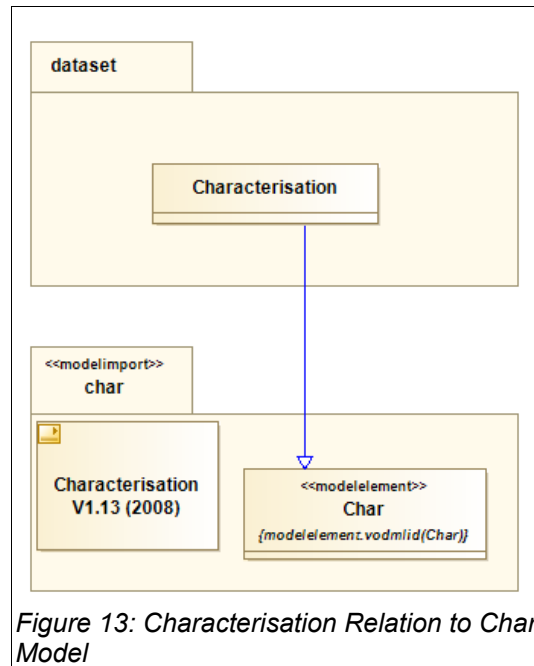 dataset
Characterisation
<<modelimport>>
char
Characterisation
V1.13 (2008)
<<modelelement>>
Char
{modelelement.vodmlid(Char)}
Figure 13: Characterisation Relation to Char
Model